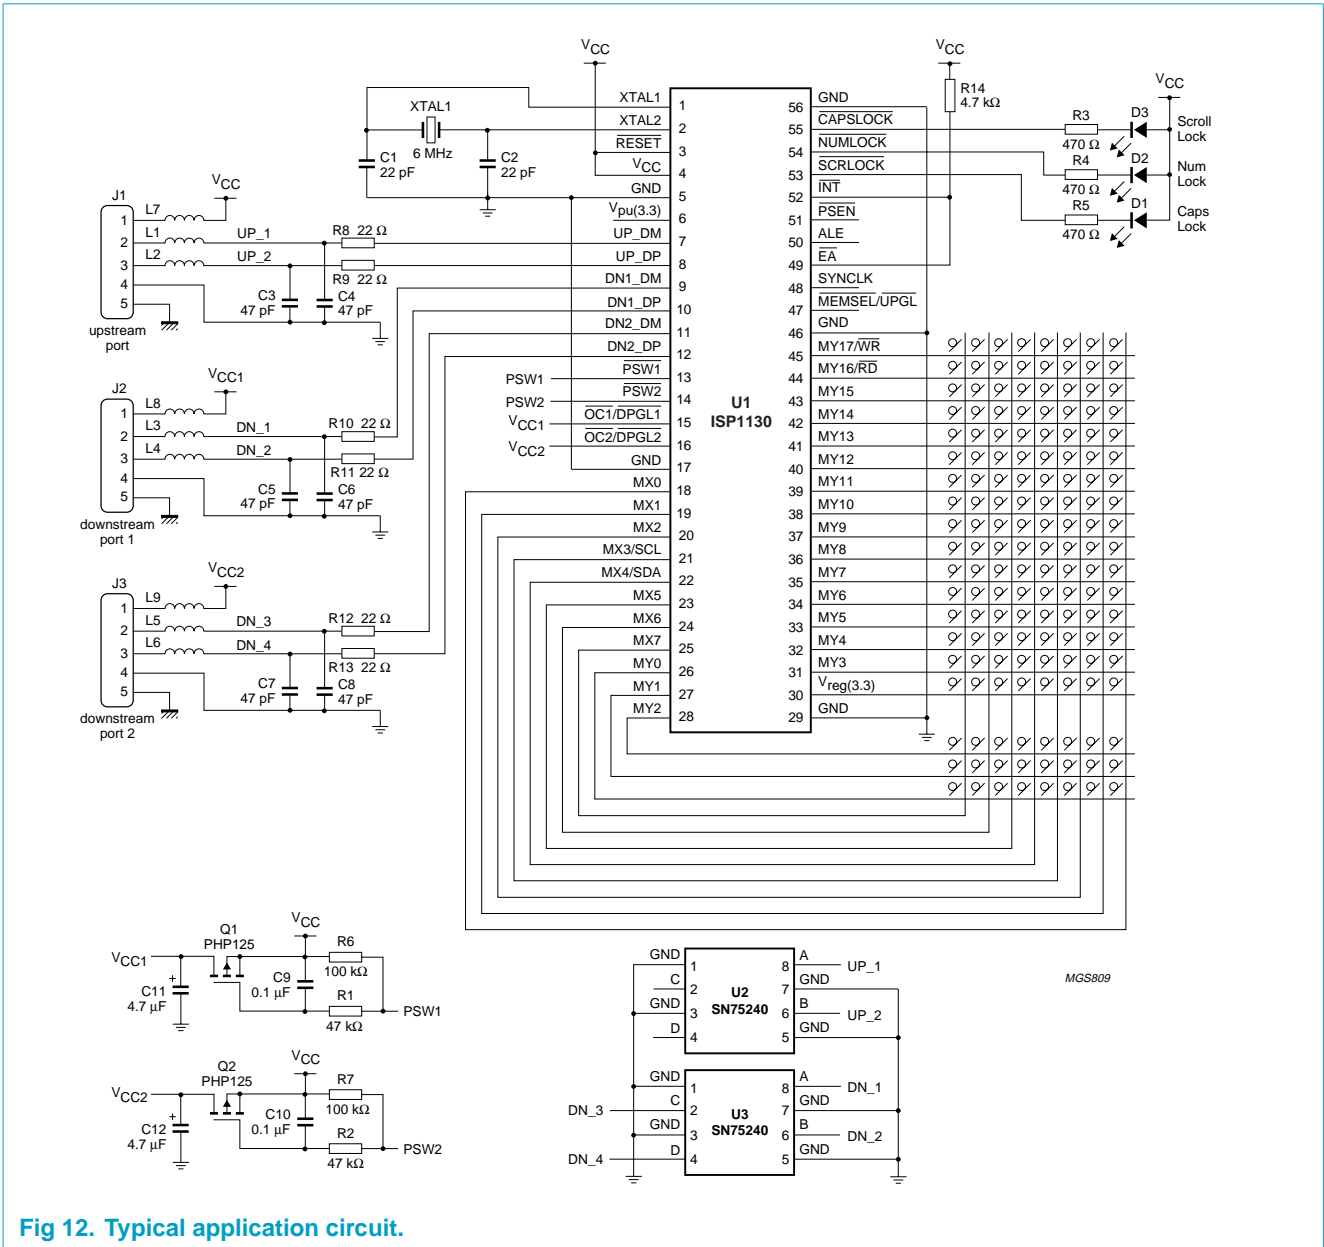 VCC
VCC
VCC
XTAL1
6 MHz
C1
22 pF
C2
22 pF
R14
4.7 kΩ
R3
470 Ω
D3
Scroll
Lock
R4
470 Ω
D2
Num
Lock
R5
470 Ω
D1
Caps
Lock
U1
ISP1130
XTAL1 1
XTAL2 2
RESET 3
VCC 4
GND 5
Vpu(3.3) 6
UP_DM 7
UP_DP 8
DN1_DM 9
DN1_DP 10
DN2_DM 11
DN2_DP 12
PSW1 PSW1 13
PSW2 PSW2 14
VCC1 OC1/DPGL1 15
VCC2 OC2/DPGL2 16
GND 17
MX0 18
MX1 19
MX2 20
MX3/SCL 21
MX4/SDA 22
MX5 23
MX6 24
MX7 25
MY0 26
MY1 27
MY2 28
56 GND
55 CAPSLOCK
54 NUMLOCK
53 SCRLOCK
52 INT
51 PSEN
50 ALE
49 EA
48 SYNCLK
47 MEMSEL/UPGL
46 GND
45 MY17/WR
44 MY16/RD
43 MY15
42 MY14
41 MY13
40 MY12
39 MY11
38 MY10
37 MY9
36 MY8
35 MY7
34 MY6
33 MY5
32 MY4
31 MY3
30 Vreg(3.3)
29 GND
J1
VCC
1 L7
2 L1 UP_1 R8 22 Ω
3 L2 UP_2 R9 22 Ω
4
5
C3
47 pF
C4
47 pF
upstream
port
J2
VCC1
1 L8
2 L3 DN_1 R10 22 Ω
3 L4 DN_2 R11 22 Ω
4
5
C5
47 pF
C6
47 pF
downstream
port 1
J3
VCC2
1 L9
2 L5 DN_3 R12 22 Ω
3 L6 DN_4 R13 22 Ω
4
5
C7
47 pF
C8
47 pF
downstream
port 2
Q1
PHP125
VCC
VCC1
C11
+
4.7 μF
C9
0.1 μF
R6
100 kΩ
R1
47 kΩ
PSW1
Q2
PHP125
VCC
VCC2
C12
+
4.7 μF
C10
0.1 μF
R7
100 kΩ
R2
47 kΩ
PSW2
U2
SN75240
GND 1
C 2
GND 3
D 4
8 A UP_1
7 GND
6 B UP_2
5 GND
U3
SN75240
GND 1
DN_3 C 2
GND 3
DN_4 D 4
8 A DN_1
7 GND
6 B DN_2
5 GND
MGS809
Fig 12. Typical application circuit.